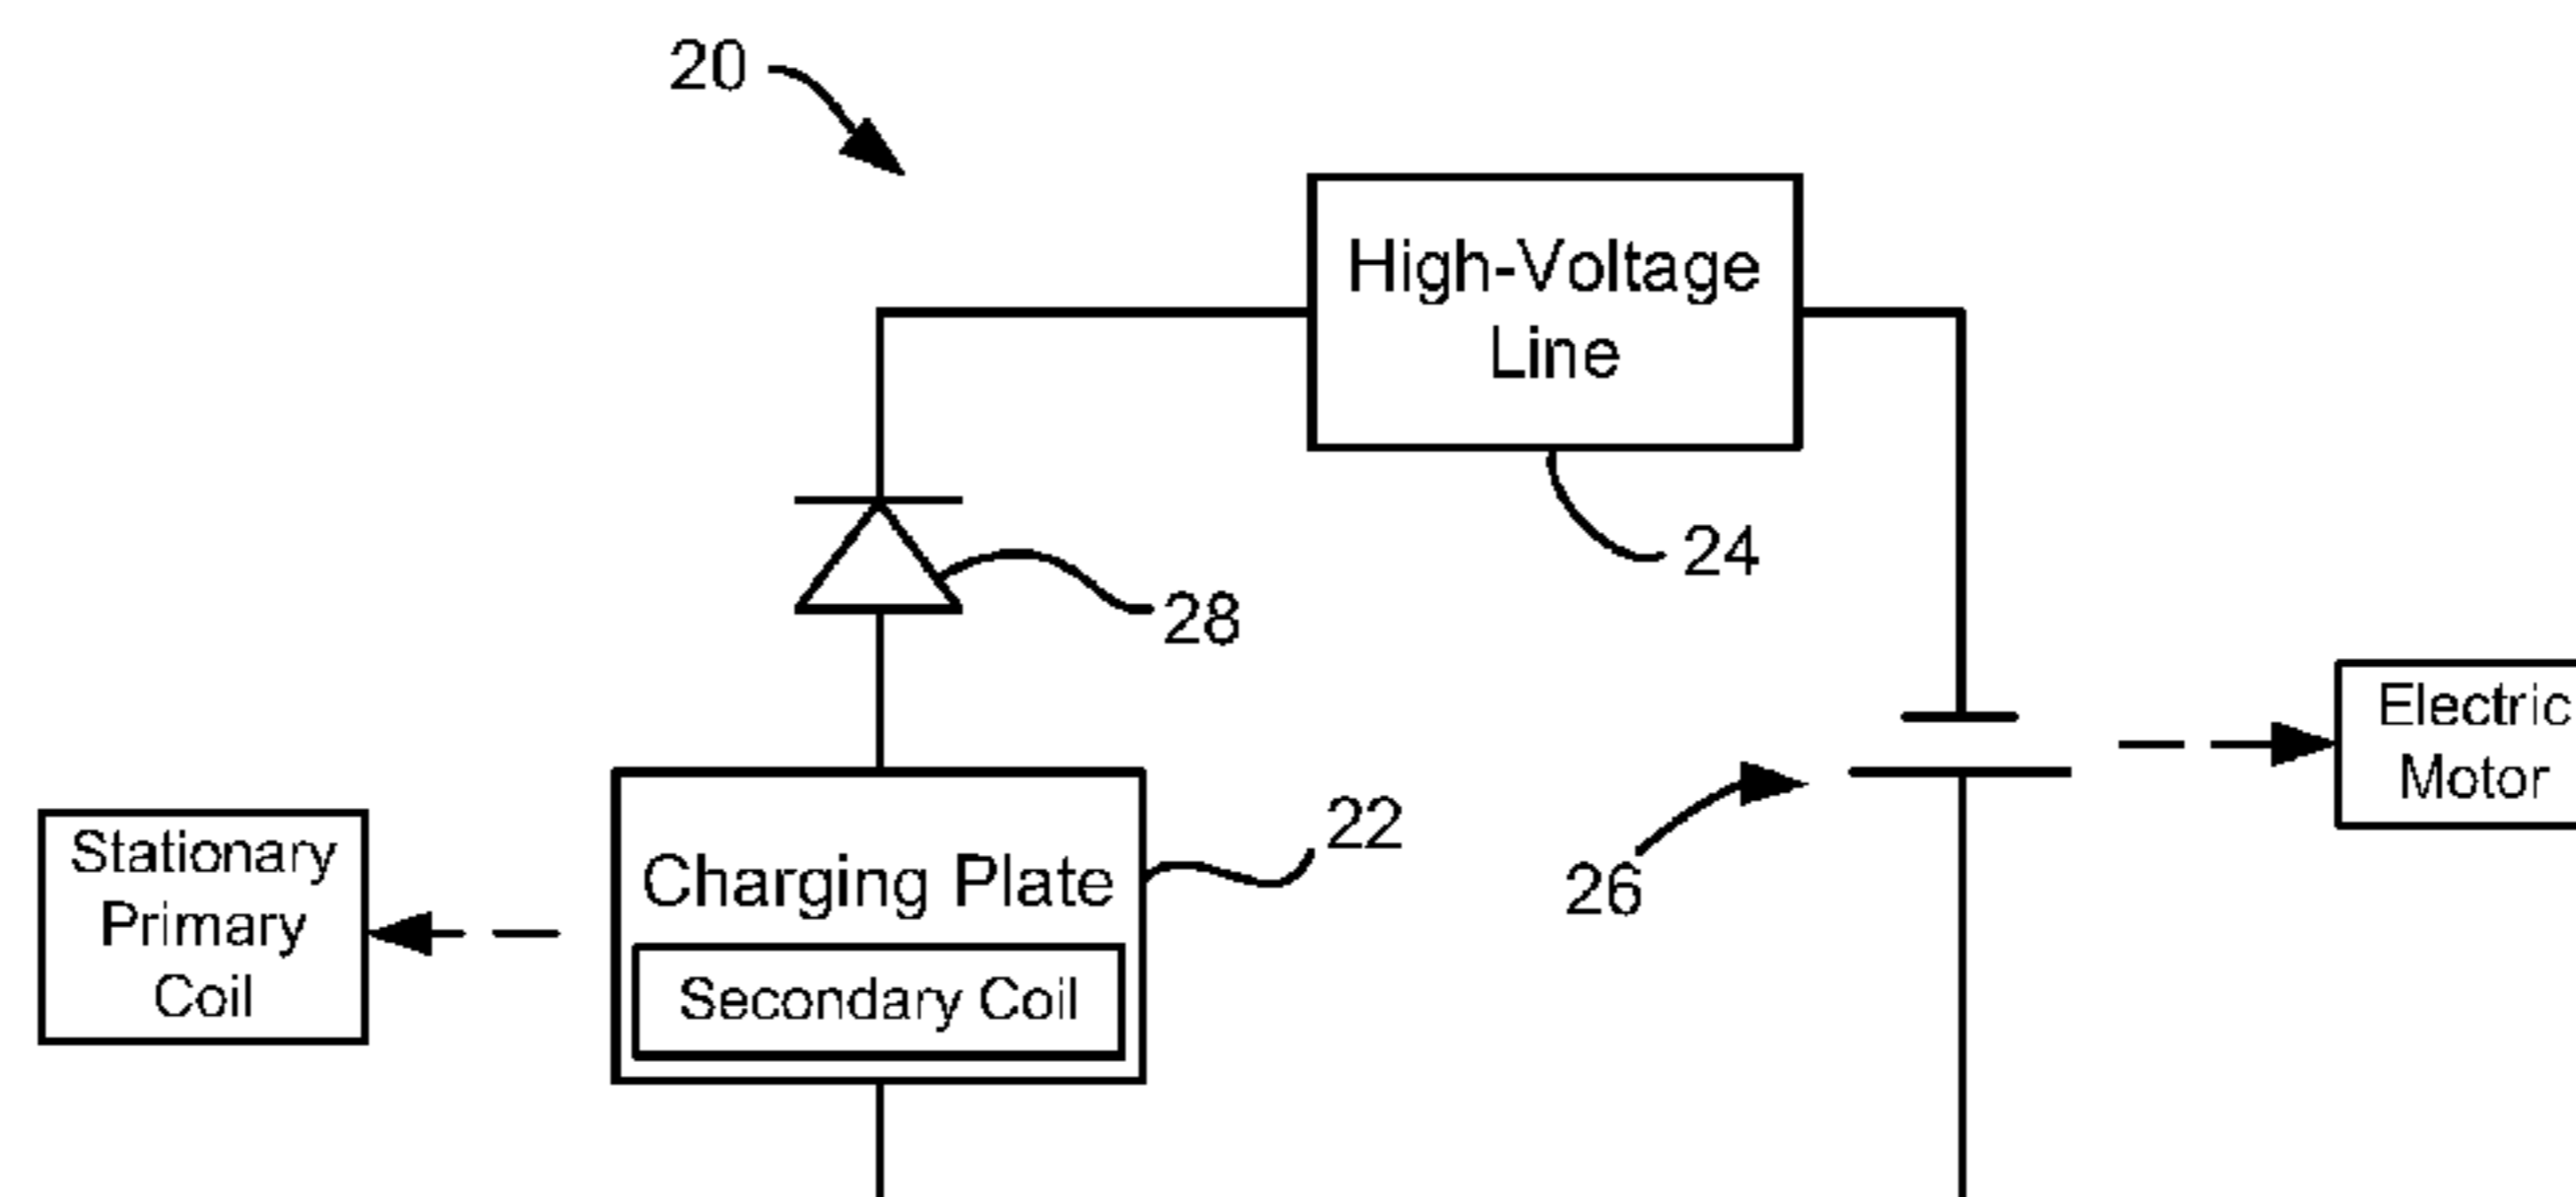 20
High-Voltage
Line
24
28
Electric
Motor
22
Charging Plate
Secondary Coil
26
Stationary
Primary
Coil